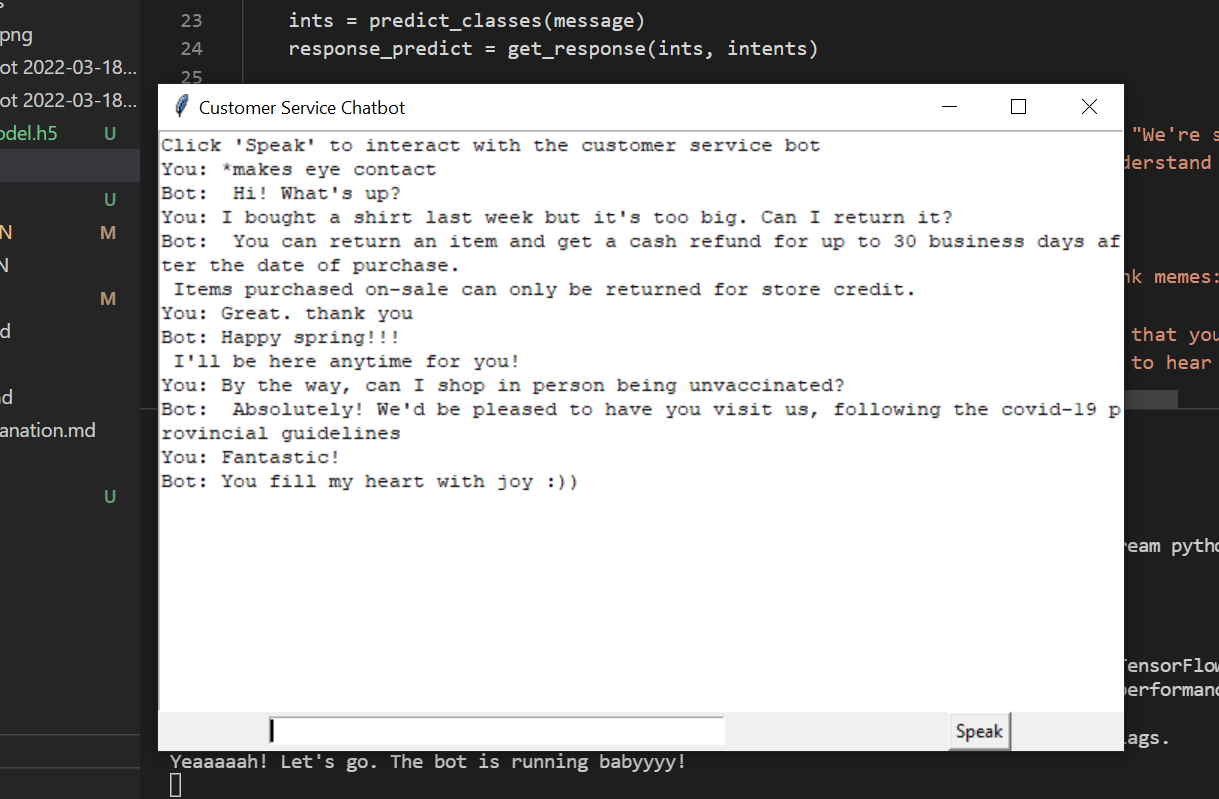 png
ot 2022-03-18...
ot 2022-03-18...
odel.h5 U
U
N M
N
M
d
d
anation.md
U
23 ints = predict_classes(message)
24 response_predict = get_response(ints, intents)
25
"We're s
derstand
nk memes:
that you
to hear
Customer Service Chatbot
Click 'Speak' to interact with the customer service bot
You: *makes eye contact
Bot:  Hi! What's up?
You: I bought a shirt last week but it's too big. Can I return it?
Bot:  You can return an item and get a cash refund for up to 30 business days af
ter the date of purchase.
 Items purchased on-sale can only be returned for store credit.
You: Great. thank you
Bot: Happy spring!!!
 I'll be here anytime for you!
You: By the way, can I shop in person being unvaccinated?
Bot:  Absolutely! We'd be pleased to have you visit us, following the covid-19 p
rovincial guidelines
You: Fantastic!
Bot: You fill my heart with joy :))
Speak
ream pytho
TensorFlow
performanc
lags.
Yeaaaaah! Let's go. The bot is running babyyyy!